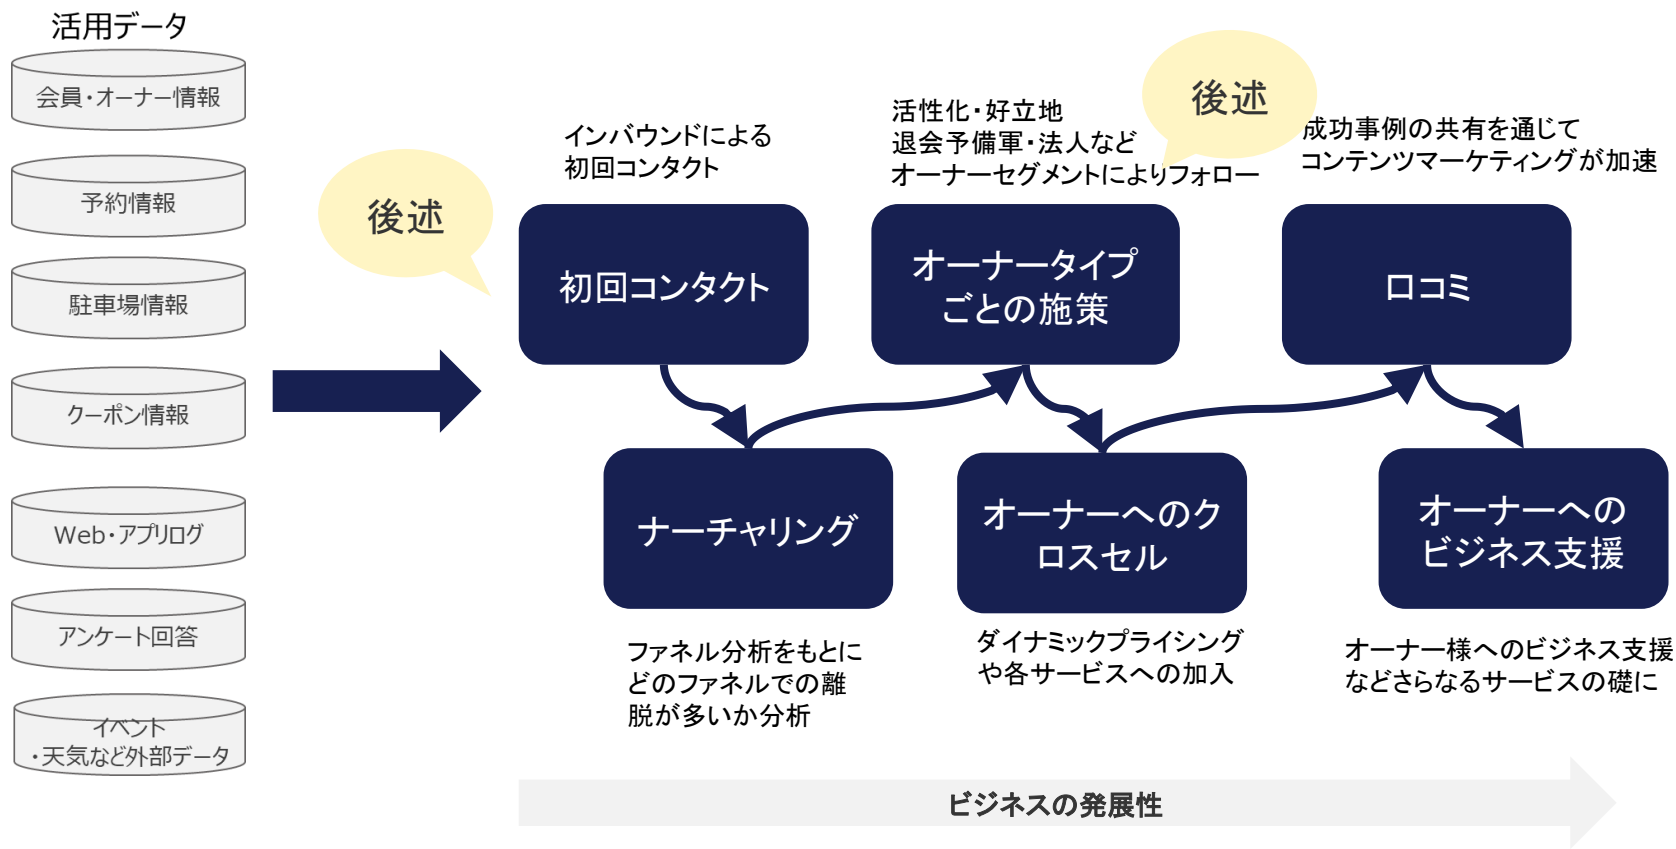 活用データ
会員・オーナー情報
予約情報
駐車場情報
クーポン情報
Web・アプリログ
アンケート回答
イベント
・天気など外部データ
後述
インバウンドによる
初回コンタクト
初回コンタクト
ナーチャリング
ファネル分析をもとに
どのファネルでの離
脱が多いか分析
後述
活性化・好立地
退会予備軍・法人など
オーナーセグメントによりフォロー
オーナータイプ
ごとの施策
オーナーへのク
ロスセル
ダイナミックプライシング
や各サービスへの加入
成功事例の共有を通じて
コンテンツマーケティングが加速
口コミ
オーナーへの
ビジネス支援
オーナー様へのビジネス支援
などさらなるサービスの礎に
ビジネスの発展性